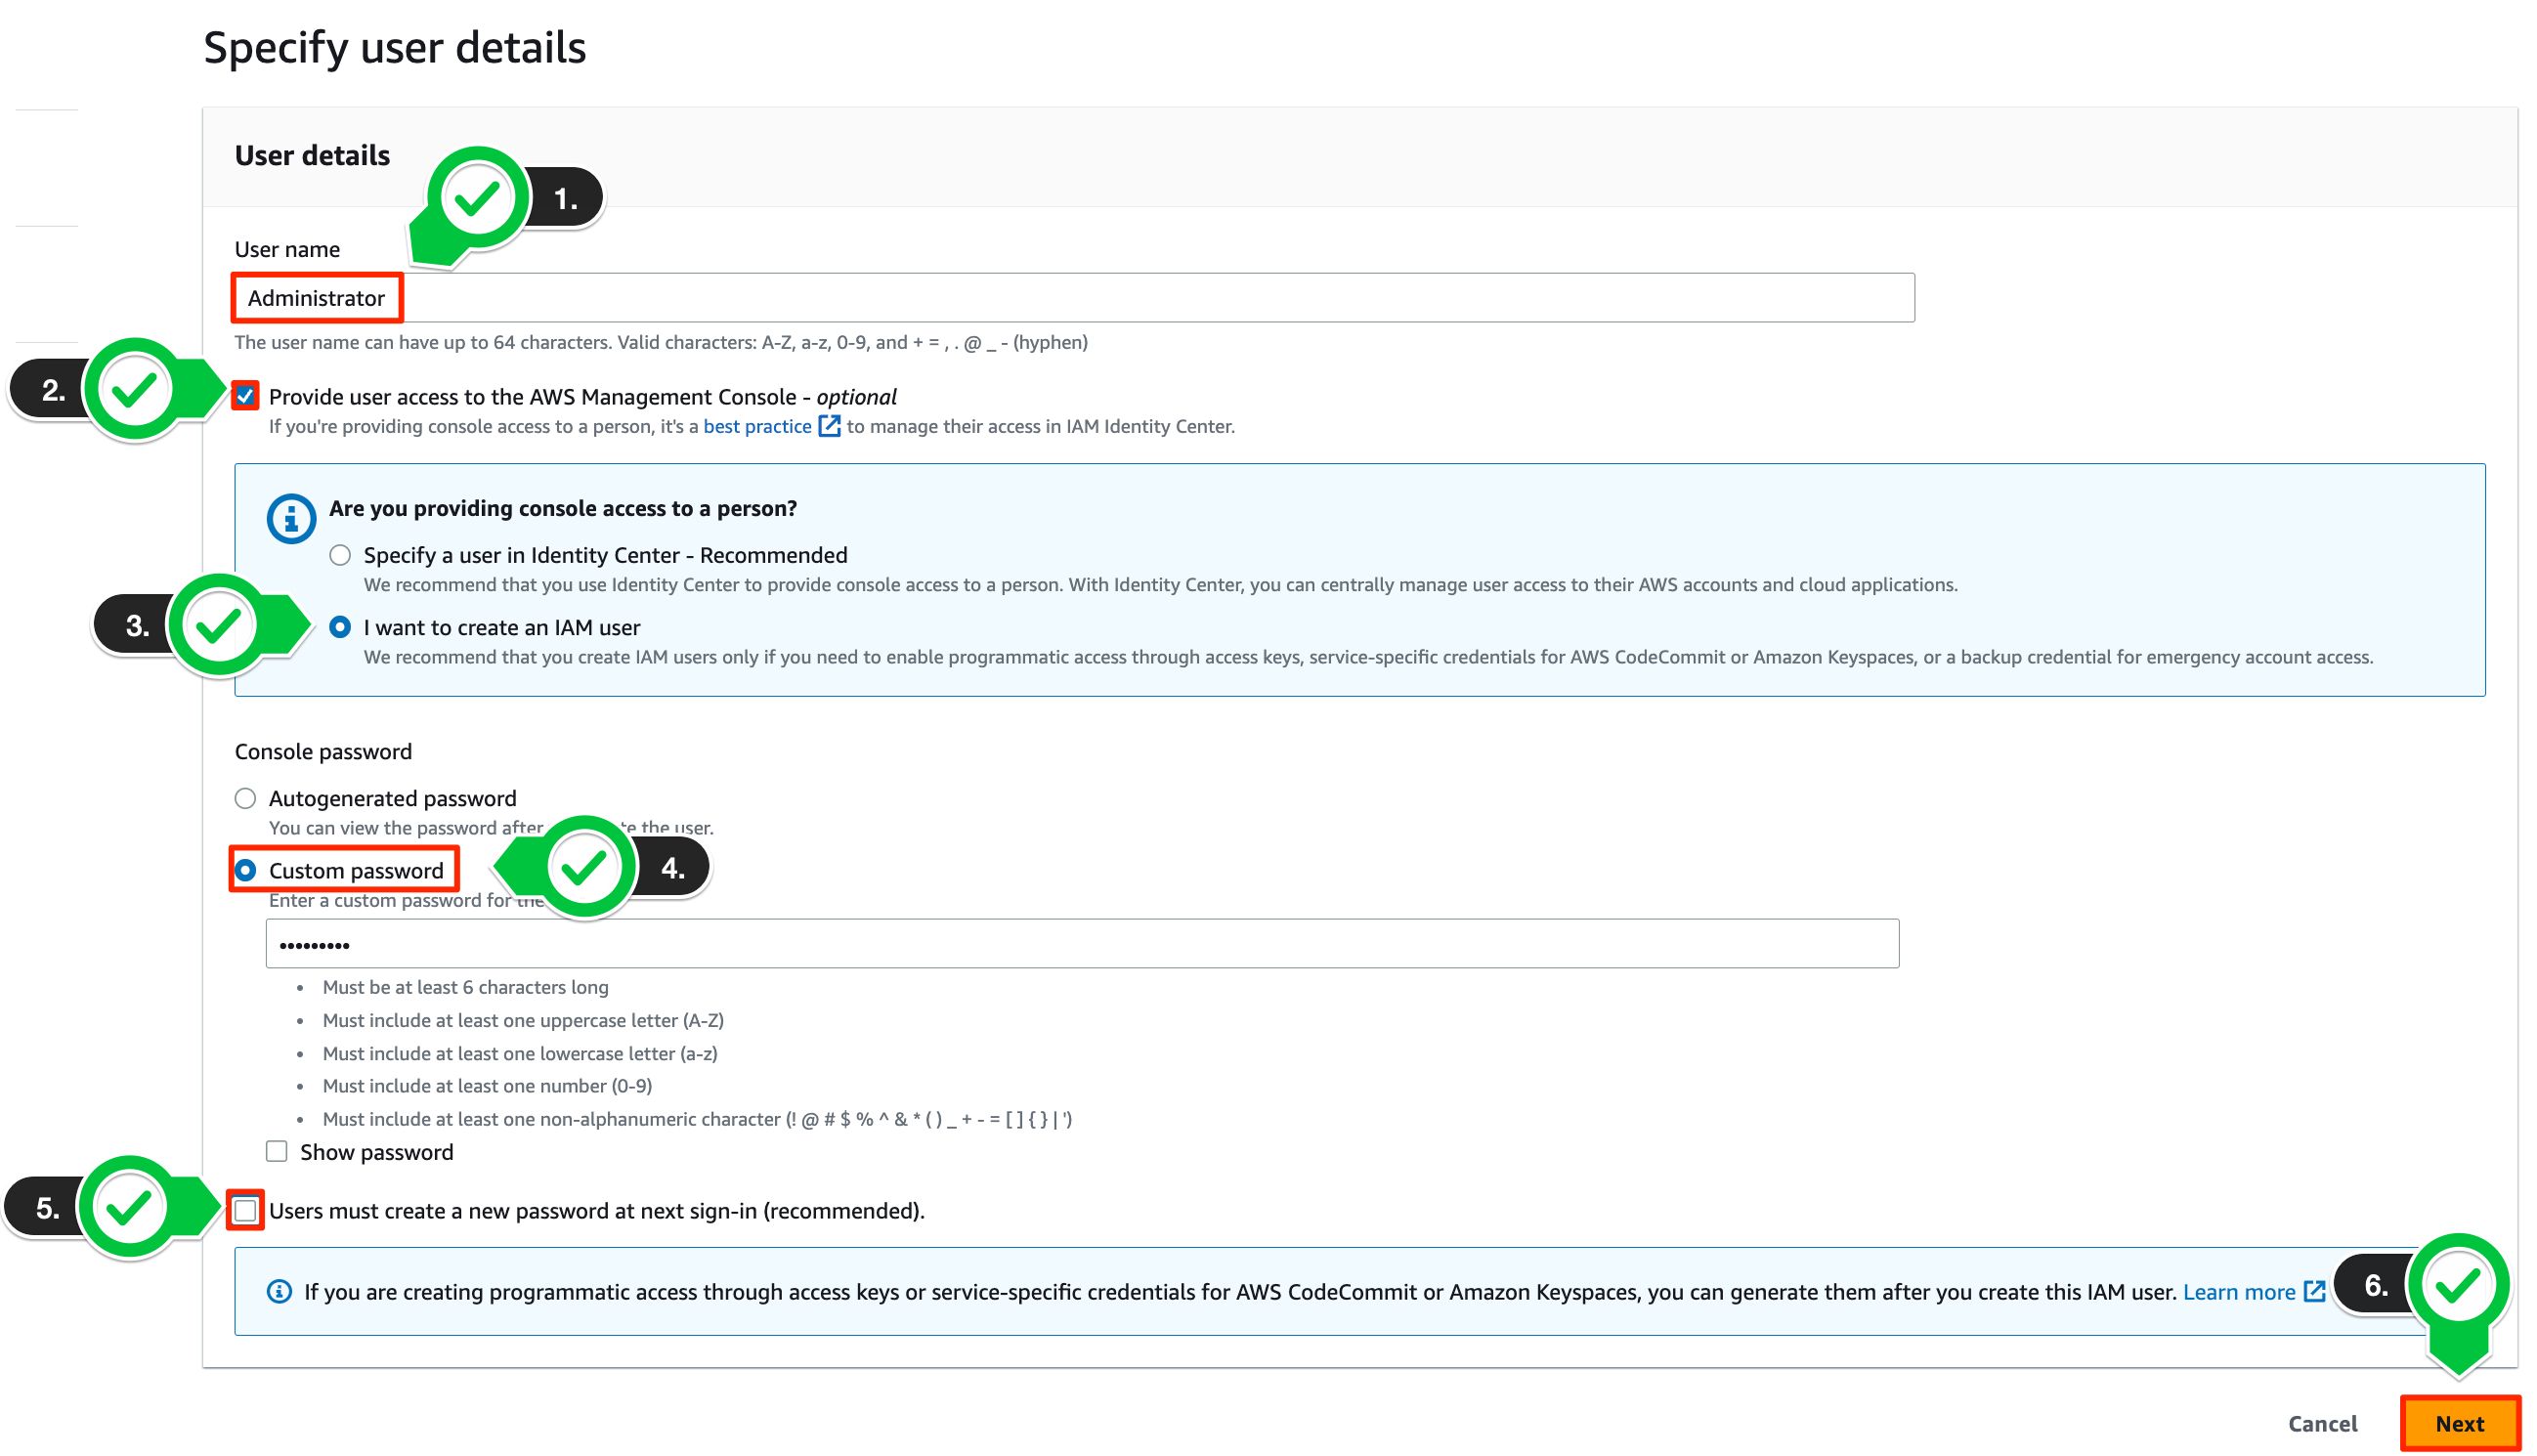 Specify user details
User details
1.
User name
Administrator
The user name can have up to 64 characters. Valid characters: A-Z, a-z, 0-9, and + = , . @ _ - (hyphen)
2.
Provide user access to the AWS Management Console - optional
If you're providing console access to a person, it's a best practice to manage their access in IAM Identity Center.
Are you providing console access to a person?
Specify a user in Identity Center - Recommended
We recommend that you use Identity Center to provide console access to a person. With Identity Center, you can centrally manage user access to their AWS accounts and cloud applications.
3.
I want to create an IAM user
We recommend that you create IAM users only if you need to enable programmatic access through access keys, service-specific credentials for AWS CodeCommit or Amazon Keyspaces, or a backup credential for emergency account access.
Console password
Autogenerated password
You can view the password after the user.
Custom password
4.
Enter a custom password for the
•••••••••
• Must be at least 6 characters long
• Must include at least one uppercase letter (A-Z)
• Must include at least one lowercase letter (a-z)
• Must include at least one number (0-9)
• Must include at least one non-alphanumeric character (! @ # $ % ^ & * ( ) _ + - = [ ] { } | ')
Show password
5.
Users must create a new password at next sign-in (recommended).
If you are creating programmatic access through access keys or service-specific credentials for AWS CodeCommit or Amazon Keyspaces, you can generate them after you create this IAM user. Learn more
6.
Cancel
Next